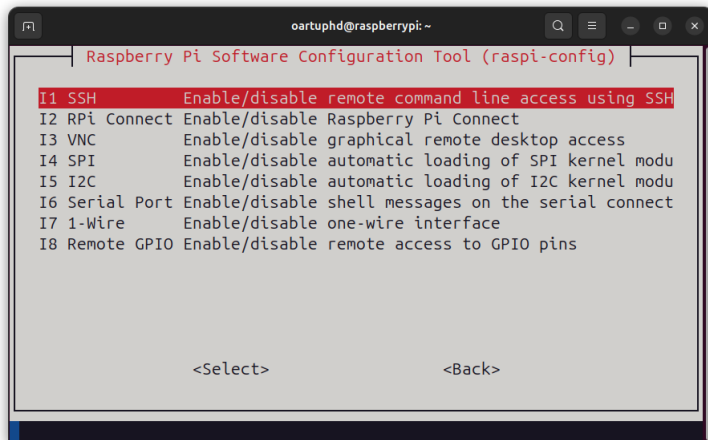 oartuphd@raspberrypi: ~
Raspberry Pi Software Configuration Tool (raspi-config)
I1 SSH Enable/disable remote command line access using SSH
I2 RPi Connect Enable/disable Raspberry Pi Connect
I3 VNC Enable/disable graphical remote desktop access
I4 SPI Enable/disable automatic loading of SPI kernel modu
I5 I2C Enable/disable automatic loading of I2C kernel modu
I6 Serial Port Enable/disable shell messages on the serial connect
I7 1-Wire Enable/disable one-wire interface
I8 Remote GPIO Enable/disable remote access to GPIO pins
<Select> <Back>